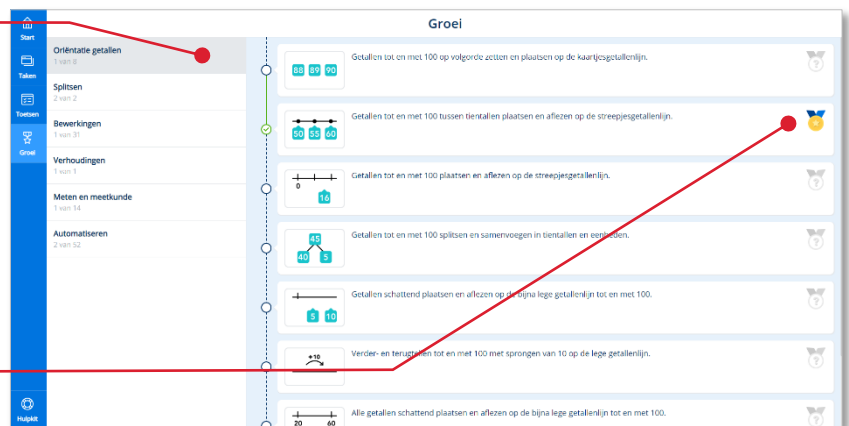 Groei
Start
Taken
Toetsen
Groei
Hulpkit
Oriëntatie getallen
1 van 8
Splitsen
2 van 2
Bewerkingen
1 van 31
Verhoudingen
1 van 1
Meten en meetkunde
1 van 14
Automatiseren
2 van 52
88 89 90
Getallen tot en met 100 op volgorde zetten en plaatsen op de kaartjesgetallenlijn.
?
50 55 60
Getallen tot en met 100 tussen tientallen plaatsen en aflezen op de streepjesgetallenlijn.
0
16
Getallen tot en met 100 plaatsen en aflezen op de streepjesgetallenlijn.
?
45
40 5
Getallen tot en met 100 splitsen en samenvoegen in tientallen en eenheden.
?
5 10
Getallen schattend plaatsen en aflezen op de bijna lege getallenlijn tot en met 100.
?
+10
Verder- en terugtellen tot en met 100 met sprongen van 10 op de lege getallenlijn.
?
20 60
Alle getallen schattend plaatsen en aflezen op de bijna lege getallenlijn tot en met 100.
?